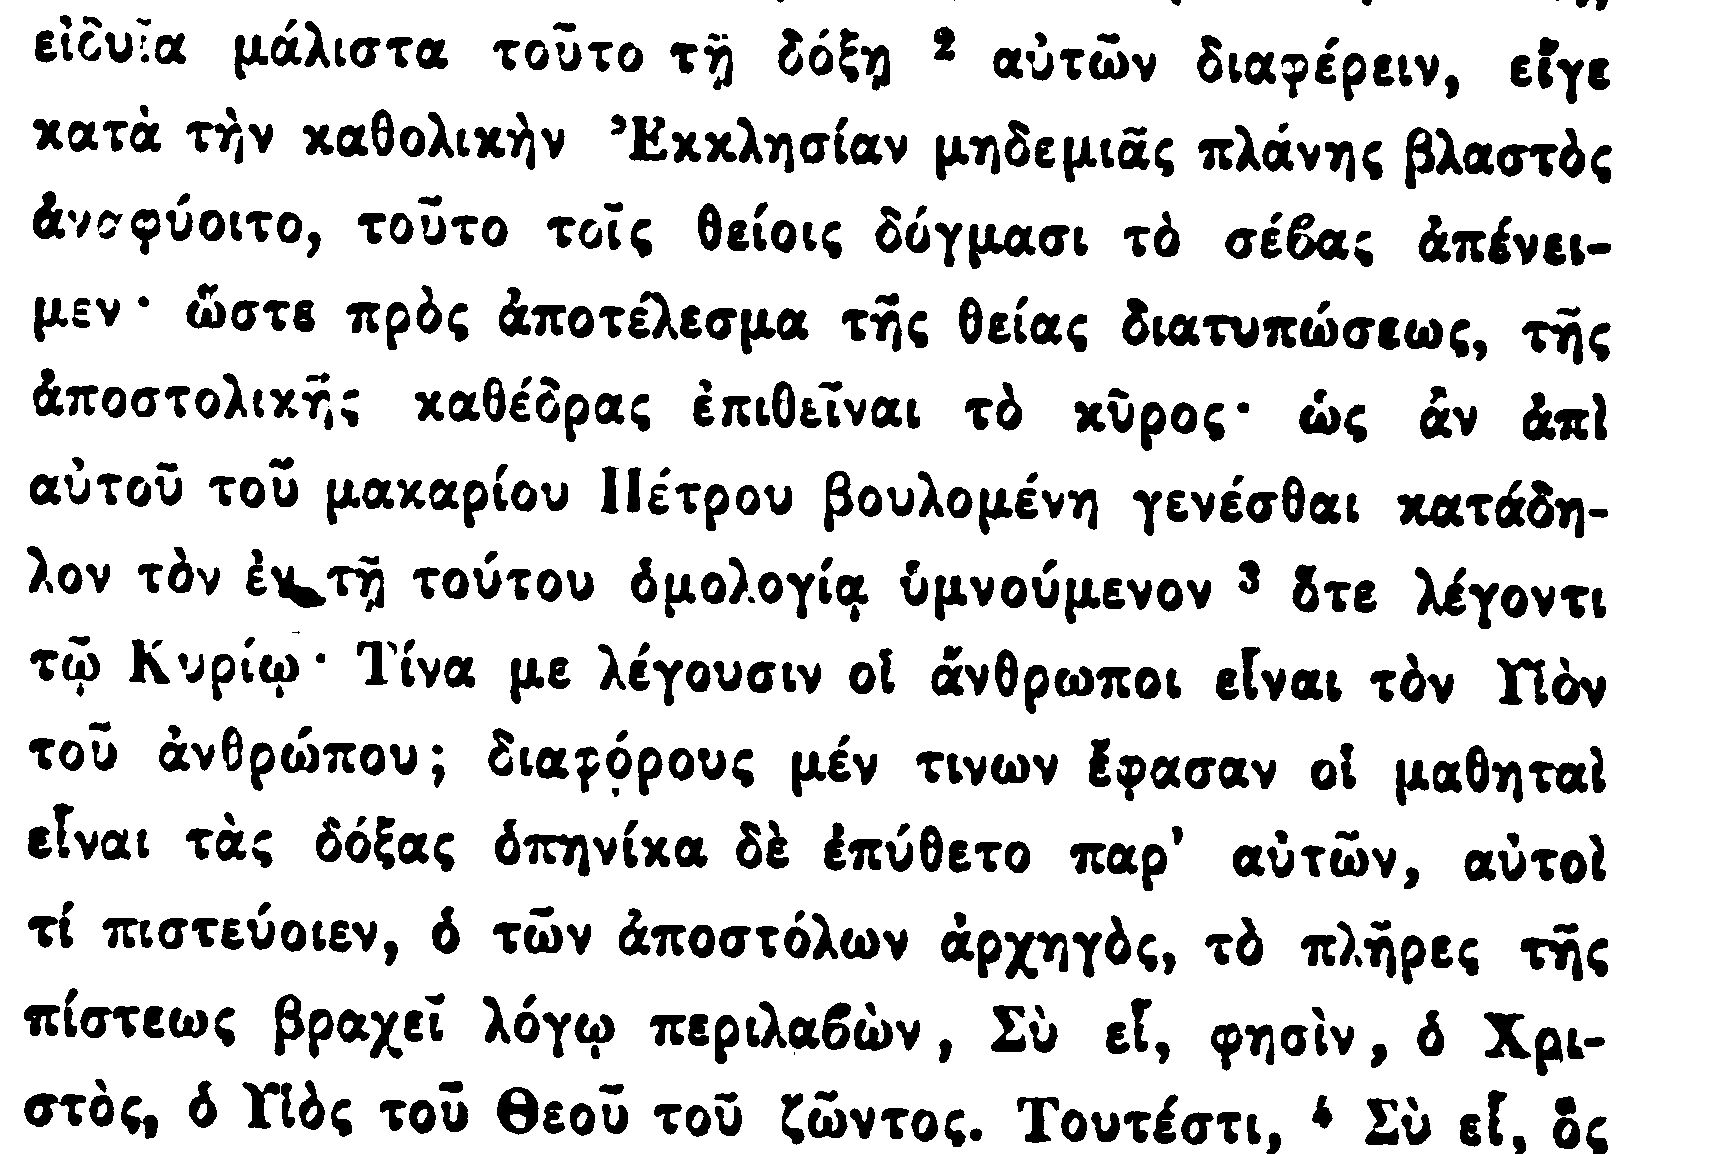 εἰδυῖα μάλιστα τοῦτο τῇ δόξῃ ² αὐτῶν διαφέρειν, εἴγε
κατὰ τὴν καθολικὴν Ἐκκλησίαν μηδεμιᾶς πλάνης βλαστὸς
ἀναφύοιτο, τοῦτο τοῖς θείοις δόγμασι τὸ σέϐας ἀπένει-
μεν · ὥστε πρὸς ἀποτέλεσμα τῆς θείας διατυπώσεως, τῆς
ἀποστολικῆς καθέδρας ἐπιθεῖναι τὸ κῦρος · ὡς ἂν ἀπὶ
αὐτοῦ τοῦ μακαρίου Πέτρου βουλομένη γενέσθαι κατάδη-
λον τὸν ἐν τῇ τούτου ὁμολογίᾳ ὑμνούμενον ³ ὅτε λέγοντι
τῷ Κυρίῳ · Τίνα με λέγουσιν οἱ ἄνθρωποι εἶναι τὸν Υἱὸν
τοῦ ἀνθρώπου; διαφόρους μέν τινων ἔφασαν οἱ μαθηταὶ
εἶναι τὰς δόξας ὁπηνίκα δὲ ἐπύθετο παρ' αὐτῶν, αὐτοὶ
τί πιστεύοιεν, ὁ τῶν ἀποστόλων ἀρχηγὸς, τὸ πλῆρες τῆς
πίστεως βραχεῖ λόγῳ περιλαϐὼν, Σὺ εἶ, φησὶν, ὁ Χρι-
στὸς, ὁ Υἱὸς τοῦ Θεοῦ τοῦ ζῶντος. Τουτέστι, ⁴ Σὺ εἶ, ὃς